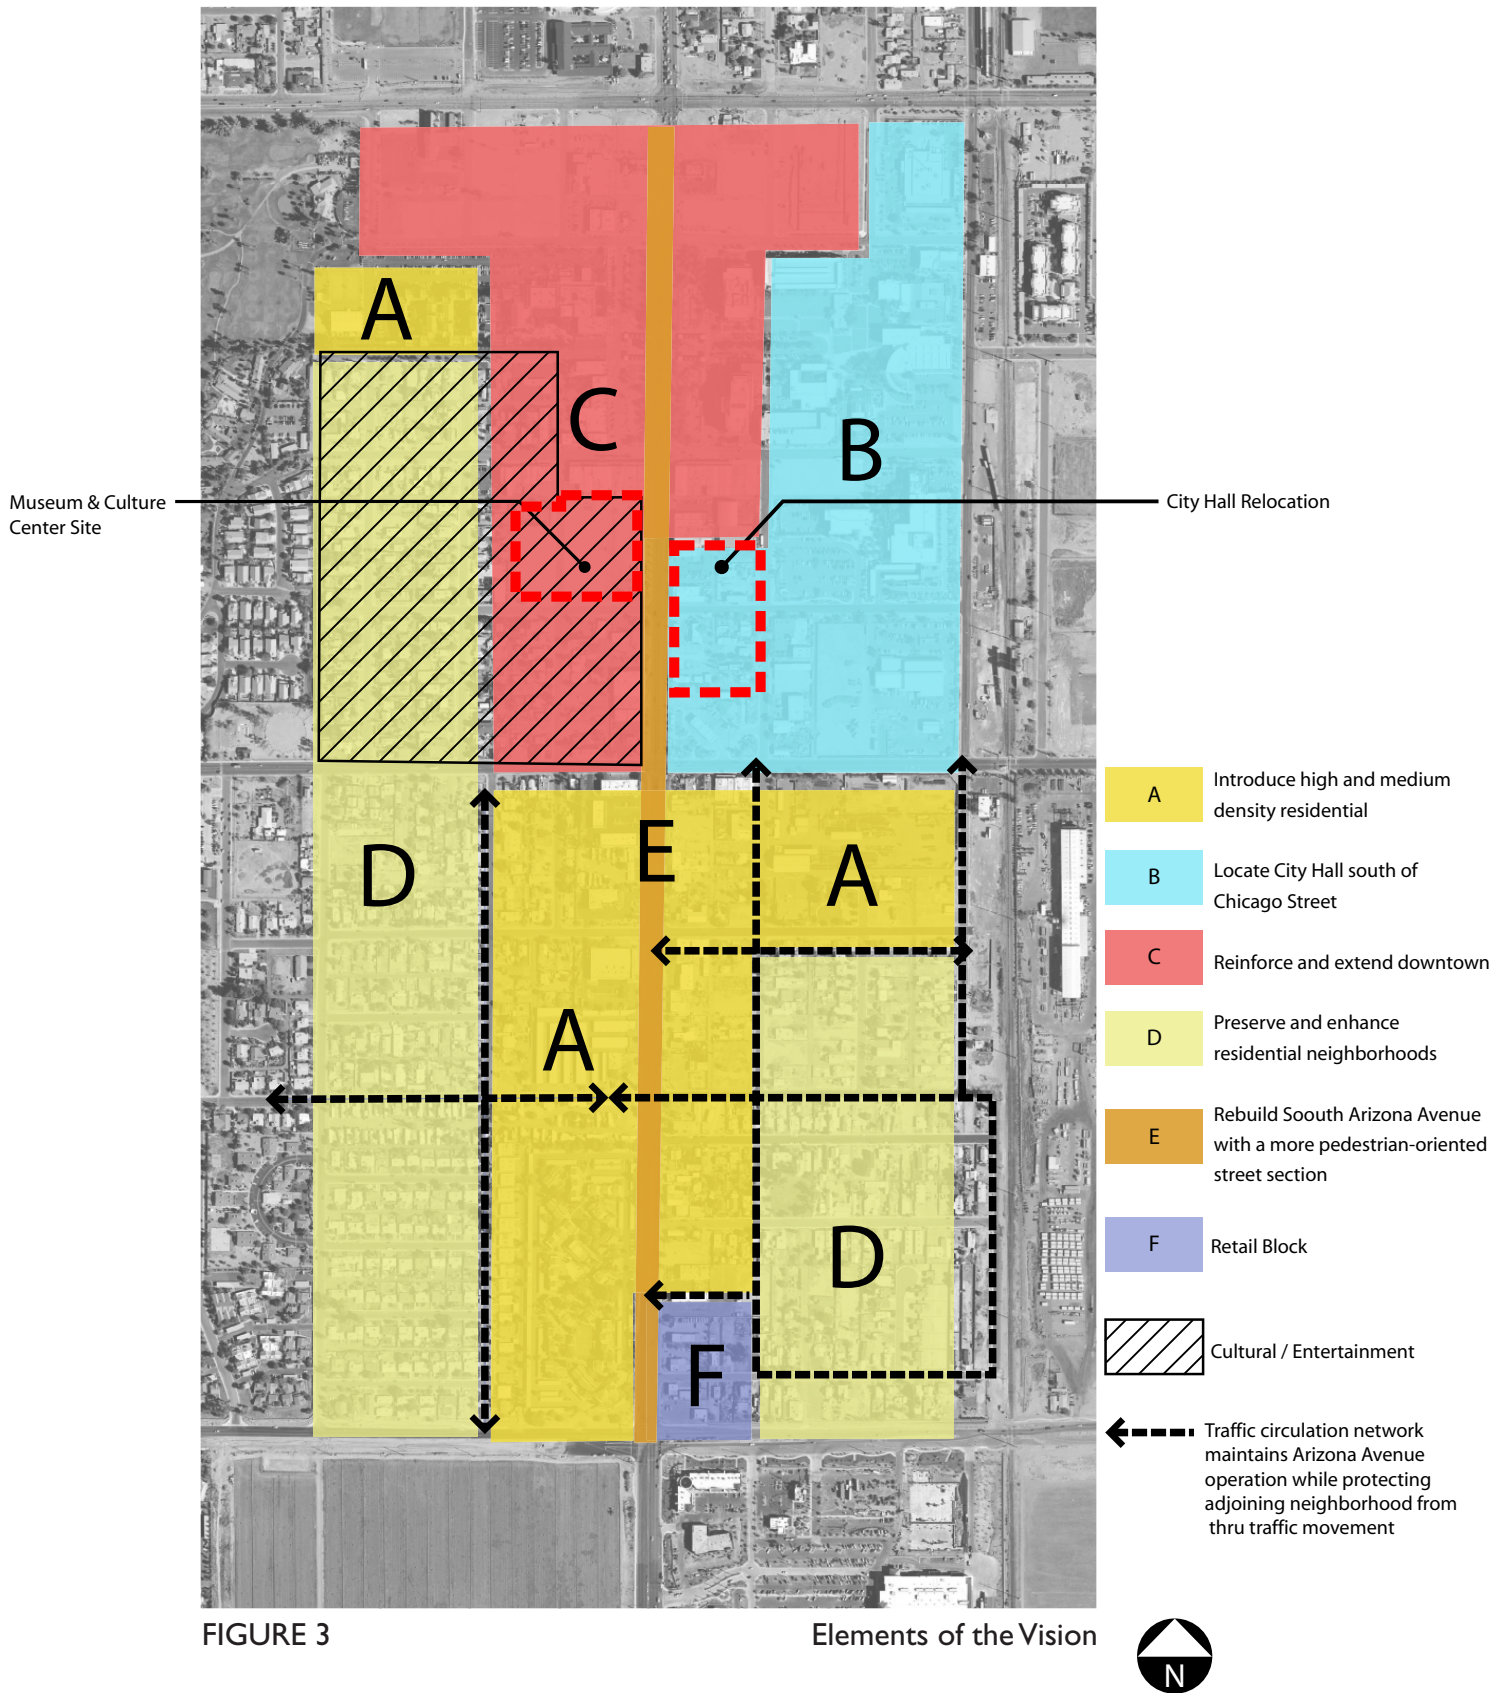 A
C
B
Museum & Culture
Center Site
City Hall Relocation
E
D
A
A
D
F
A
Introduce high and medium
density residential
B
Locate City Hall south of
Chicago Street
C
Reinforce and extend downtown
D
Preserve and enhance
residential neighborhoods
E
Rebuild Soouth Arizona Avenue
with a more pedestrian-oriented
street section
F
Retail Block
Cultural / Entertainment
Traffic circulation network
maintains Arizona Avenue
operation while protecting
adjoining neighborhood from
thru traffic movement
FIGURE 3
Elements of the Vision
N